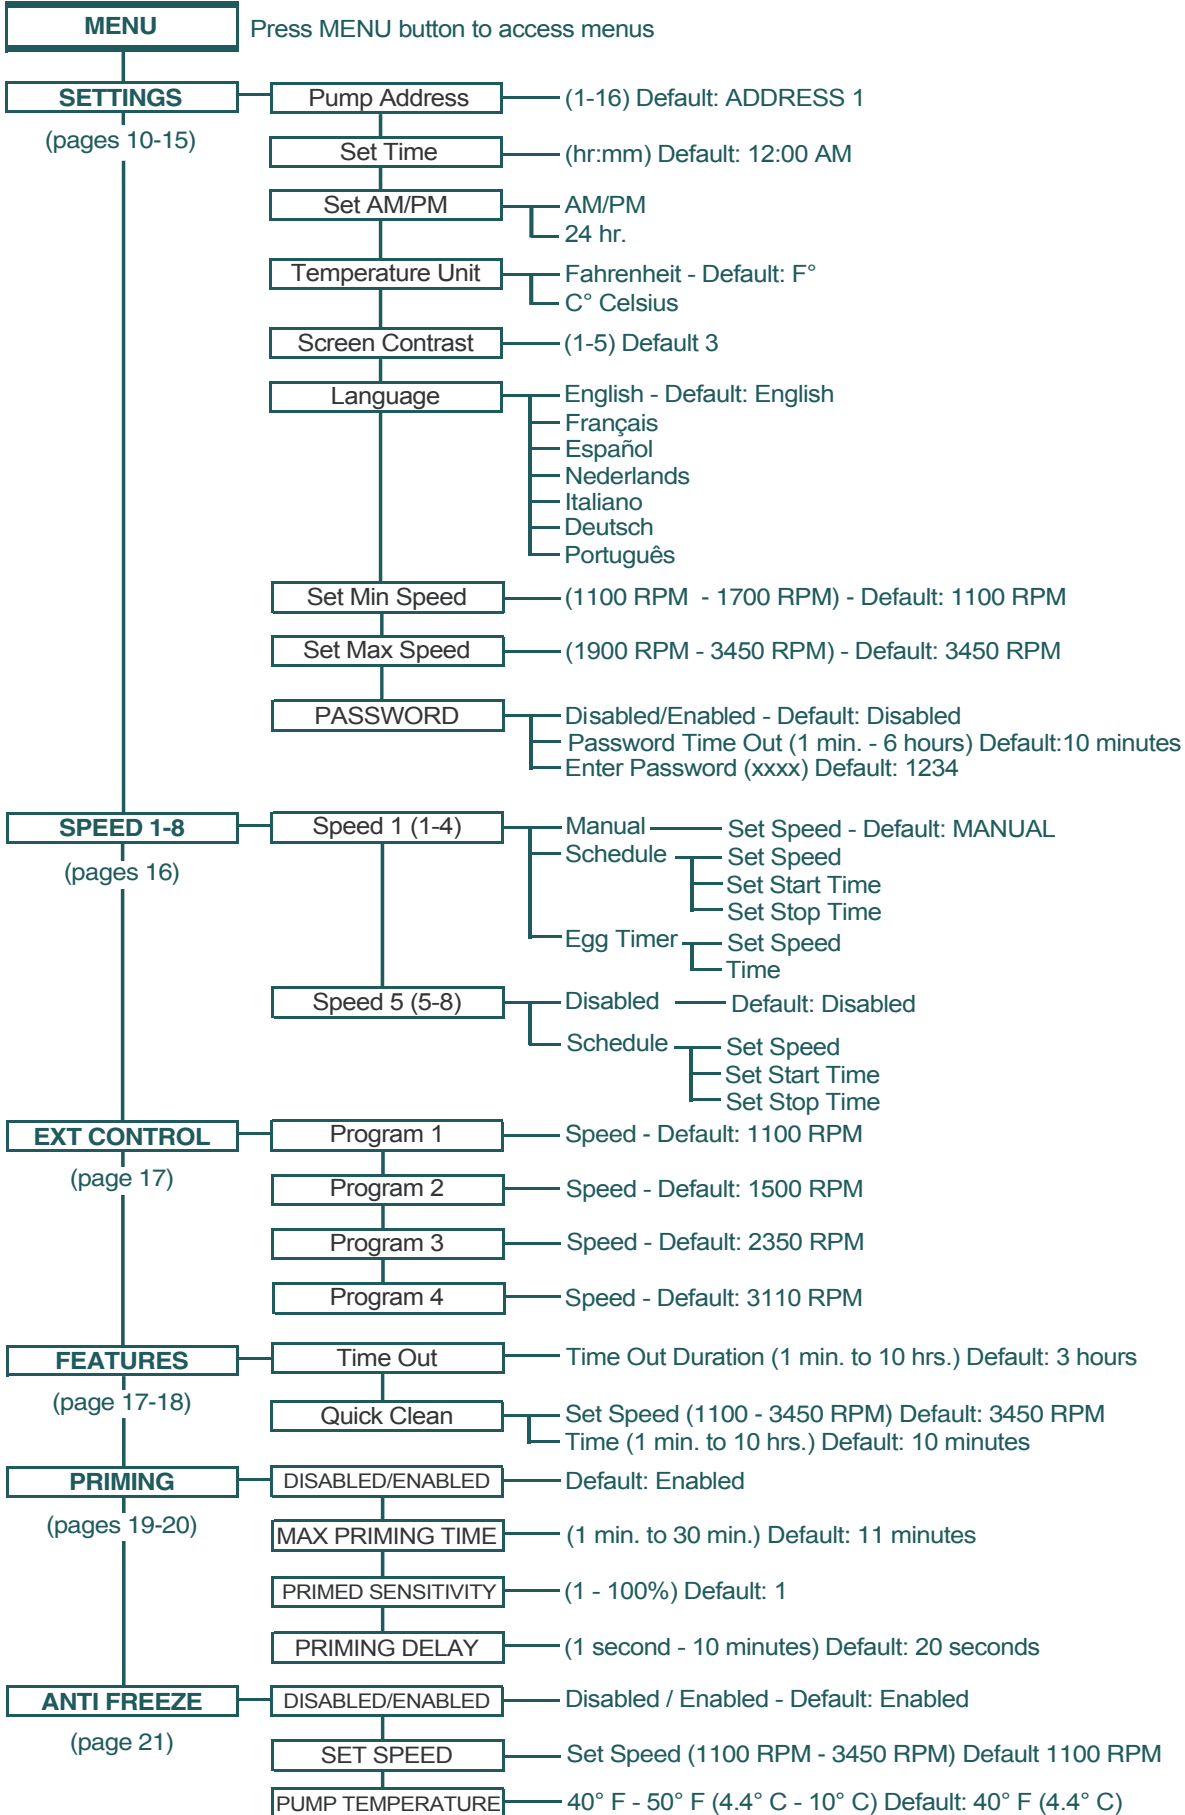 MENU Press MENU button to access menus
SETTINGS Pump Address (1-16) Default: ADDRESS 1
(pages 10-15)
Set Time (hr:mm) Default: 12:00 AM
Set AM/PM AM/PM
24 hr.
Temperature Unit Fahrenheit - Default: F°
C° Celsius
Screen Contrast (1-5) Default 3
Language English - Default: English
Français
Español
Nederlands
Italiano
Deutsch
Português
Set Min Speed (1100 RPM - 1700 RPM) - Default: 1100 RPM
Set Max Speed (1900 RPM - 3450 RPM) - Default: 3450 RPM
PASSWORD Disabled/Enabled - Default: Disabled
Password Time Out (1 min. - 6 hours) Default:10 minutes
Enter Password (xxxx) Default: 1234
SPEED 1-8 Speed 1 (1-4) Manual Set Speed - Default: MANUAL
(pages 16)
Schedule Set Speed
Set Start Time
Set Stop Time
Egg Timer Set Speed
Time
Speed 5 (5-8) Disabled Default: Disabled
Schedule Set Speed
Set Start Time
Set Stop Time
EXT CONTROL Program 1 Speed - Default: 1100 RPM
(page 17)
Program 2 Speed - Default: 1500 RPM
Program 3 Speed - Default: 2350 RPM
Program 4 Speed - Default: 3110 RPM
FEATURES Time Out Time Out Duration (1 min. to 10 hrs.) Default: 3 hours
(page 17-18)
Quick Clean Set Speed (1100 - 3450 RPM) Default: 3450 RPM
Time (1 min. to 10 hrs.) Default: 10 minutes
PRIMING DISABLED/ENABLED Default: Enabled
(pages 19-20)
MAX PRIMING TIME (1 min. to 30 min.) Default: 11 minutes
PRIMED SENSITIVITY (1 - 100%) Default: 1
PRIMING DELAY (1 second - 10 minutes) Default: 20 seconds
ANTI FREEZE DISABLED/ENABLED Disabled / Enabled - Default: Enabled
(page 21)
SET SPEED Set Speed (1100 RPM - 3450 RPM) Default 1100 RPM
PUMP TEMPERATURE 40° F - 50° F (4.4° C - 10° C) Default: 40° F (4.4° C)